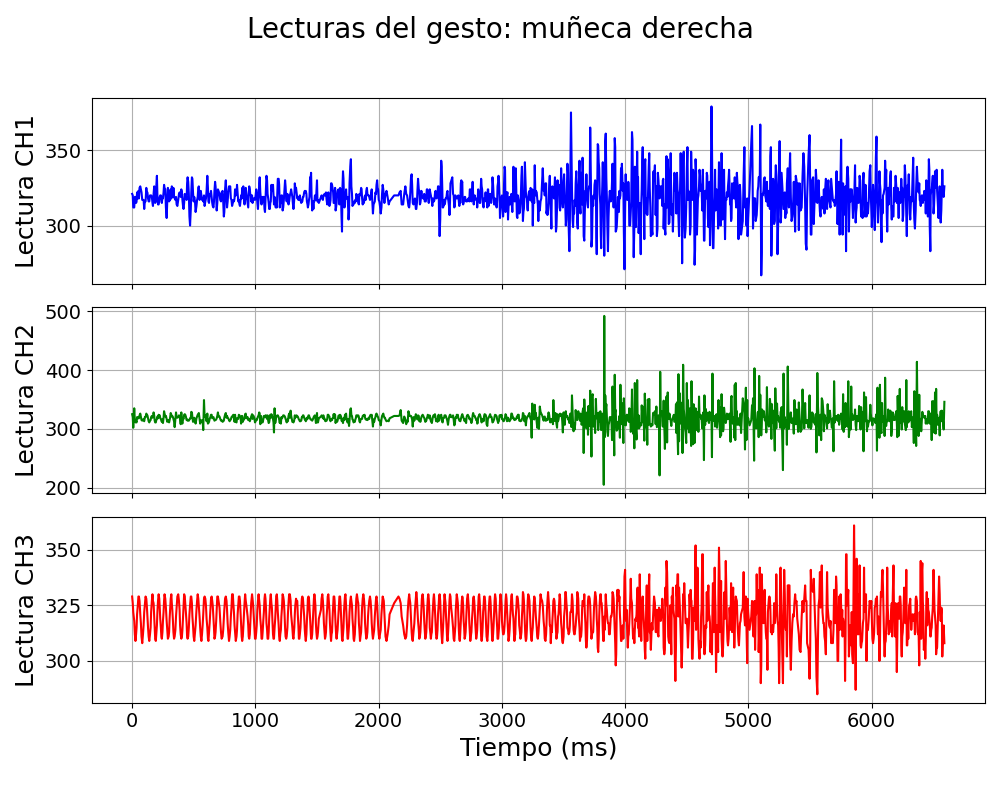 Lecturas del gesto: muñeca derecha
Lectura CH1
350
300
Lectura CH2
500
400
300
200
Lectura CH3
350
325
300
0 1000 2000 3000 4000 5000 6000
Tiempo (ms)